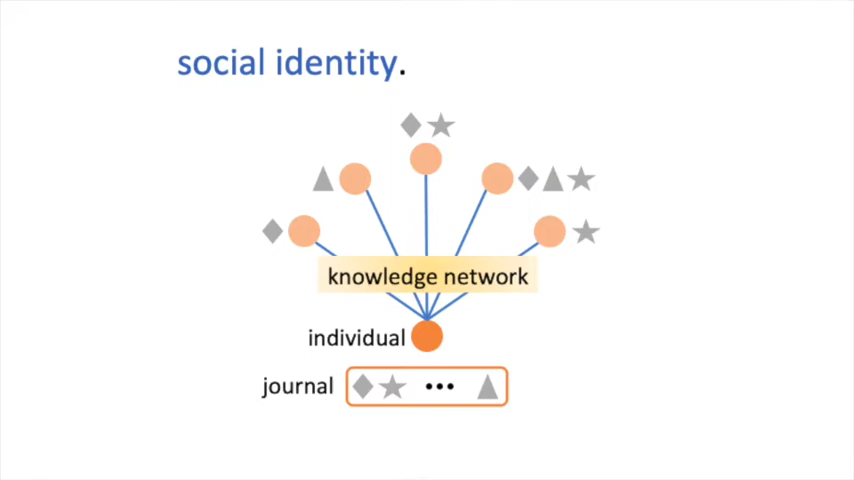 social identity.
knowledge network
individual
journal ...